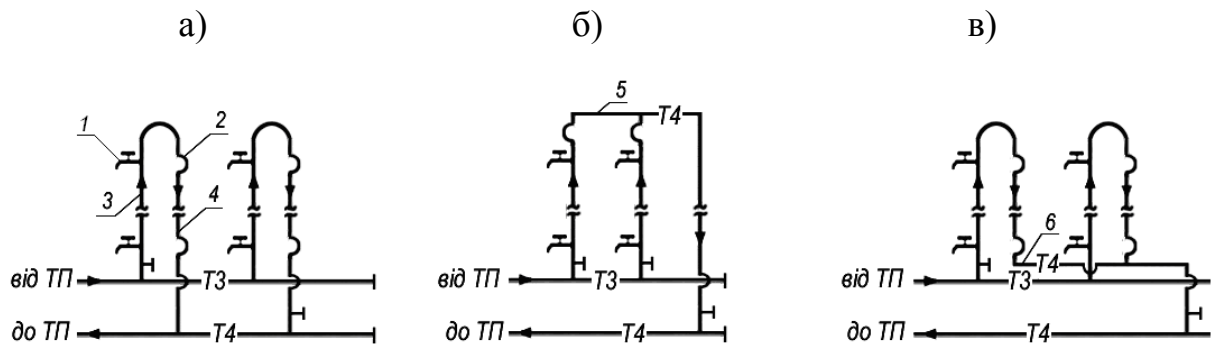 а) б) в)
1 2 3 4 від ТП Т3 до ТП Т4
5 Т4 від ТП Т3 до ТП Т4
6 Т4 від ТП Т3 до ТП Т4